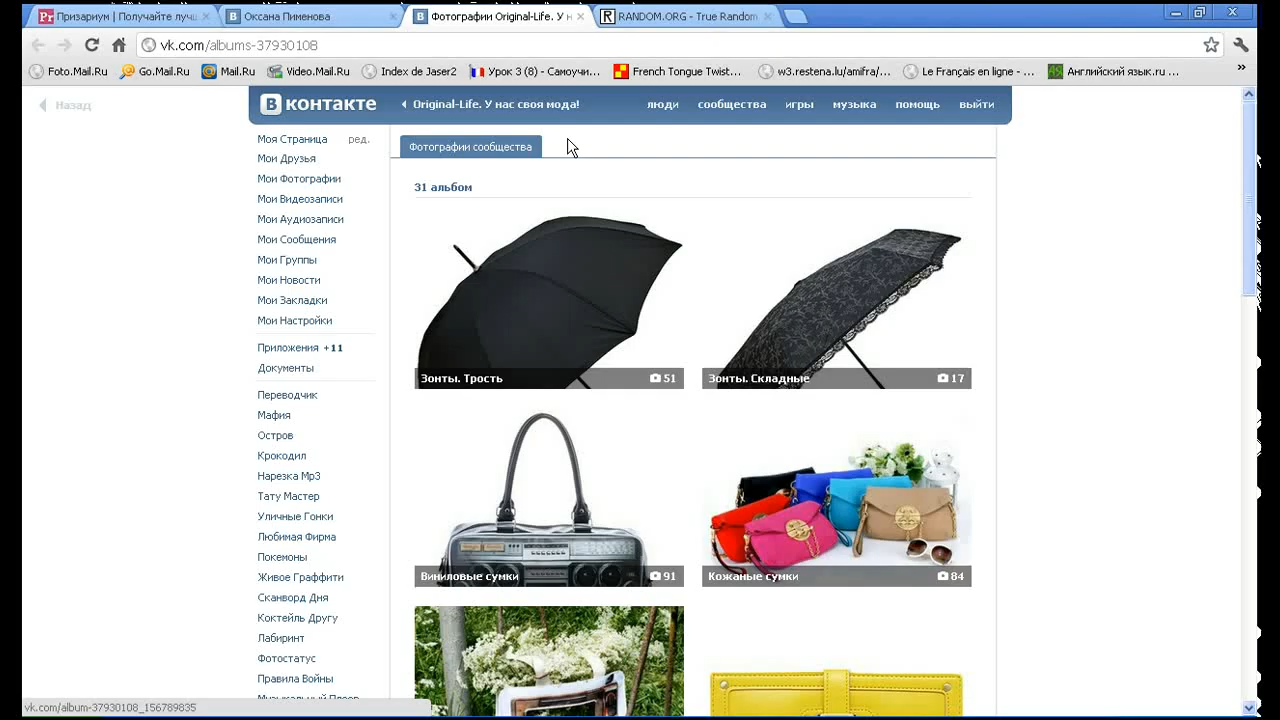 Призариум | Получайте лучш
Оксана Пименова
Фотографии Original-Life. У н
RANDOM.ORG - True Random
vk.com/albums-37930108
Foto.Mail.Ru
Go.Mail.Ru
Mail.Ru
Video.Mail.Ru
Index de Jaser2
Урок 3 (8) - Самоучи...
French Tongue Twist...
w3.restena.lu/amifra/...
Le Français en ligne - ...
Английский язык.ru ...
Назад
В контакте
Original-Life. У нас своя мода!
люди
сообщества
игры
музыка
помощь
выйти
Моя Страница
ред.
Мои Друзья
Мои Фотографии
Мои Видеозаписи
Мои Аудиозаписи
Мои Сообщения
Мои Группы
Мои Новости
Мои Закладки
Мои Настройки
Приложения +11
Документы
Переводчик
Мафия
Остров
Крокодил
Нарезка Mp3
Тату Мастер
Уличные Гонки
Любимая Фирма
Покемоны
Живое Граффити
Сканворд Дня
Коктейль Другу
Лабиринт
Фотостатус
Правила Войны
Музыкальный Плеер
Фотографии сообщества
31 альбом
Зонты. Трость
51
Зонты. Складные
17
Виниловые сумки
91
Кожаные сумки
84
vk.com/album-37930108_156789835